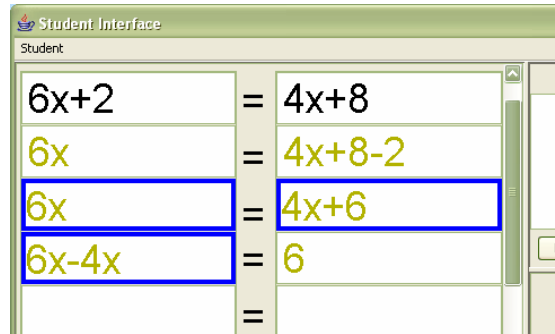 Student Interface
Student
6x+2 = 4x+8
6x = 4x+8-2
6x = 4x+6
6x-4x = 6
=